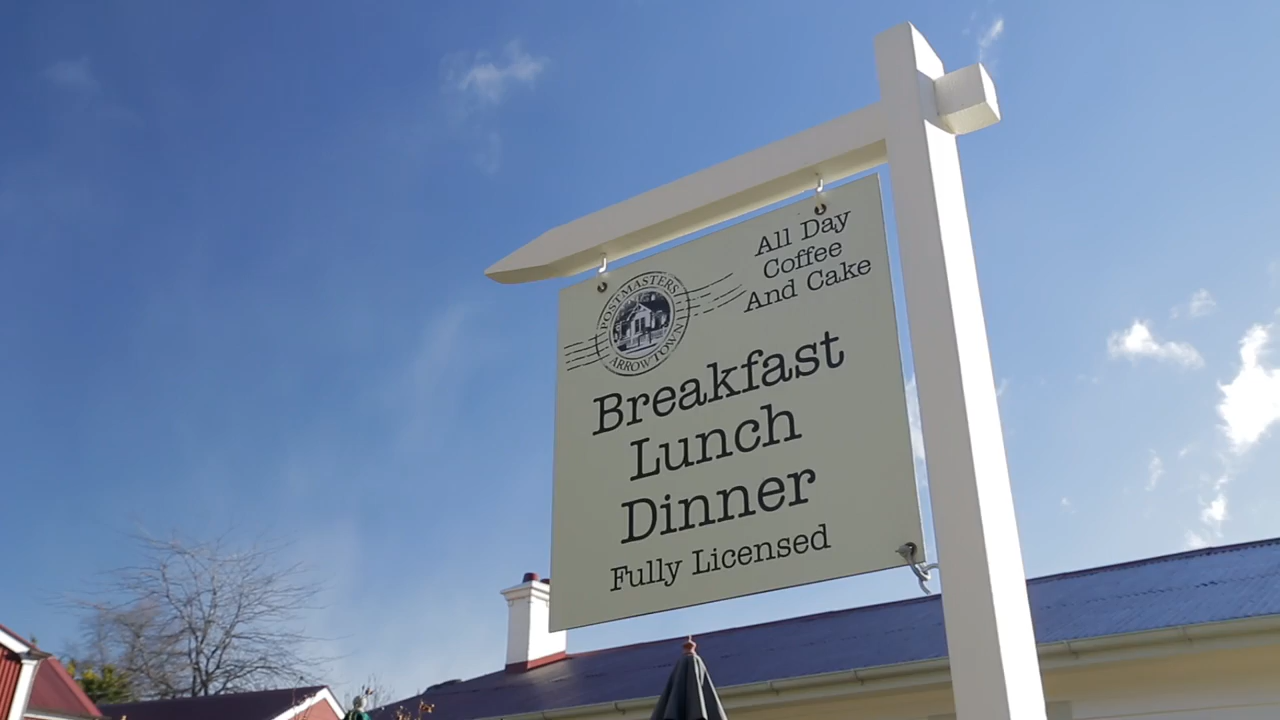 All Day
Coffee
And Cake
POSTMASTERS
ARROWTOWN
Breakfast
Lunch
Dinner
Fully Licensed